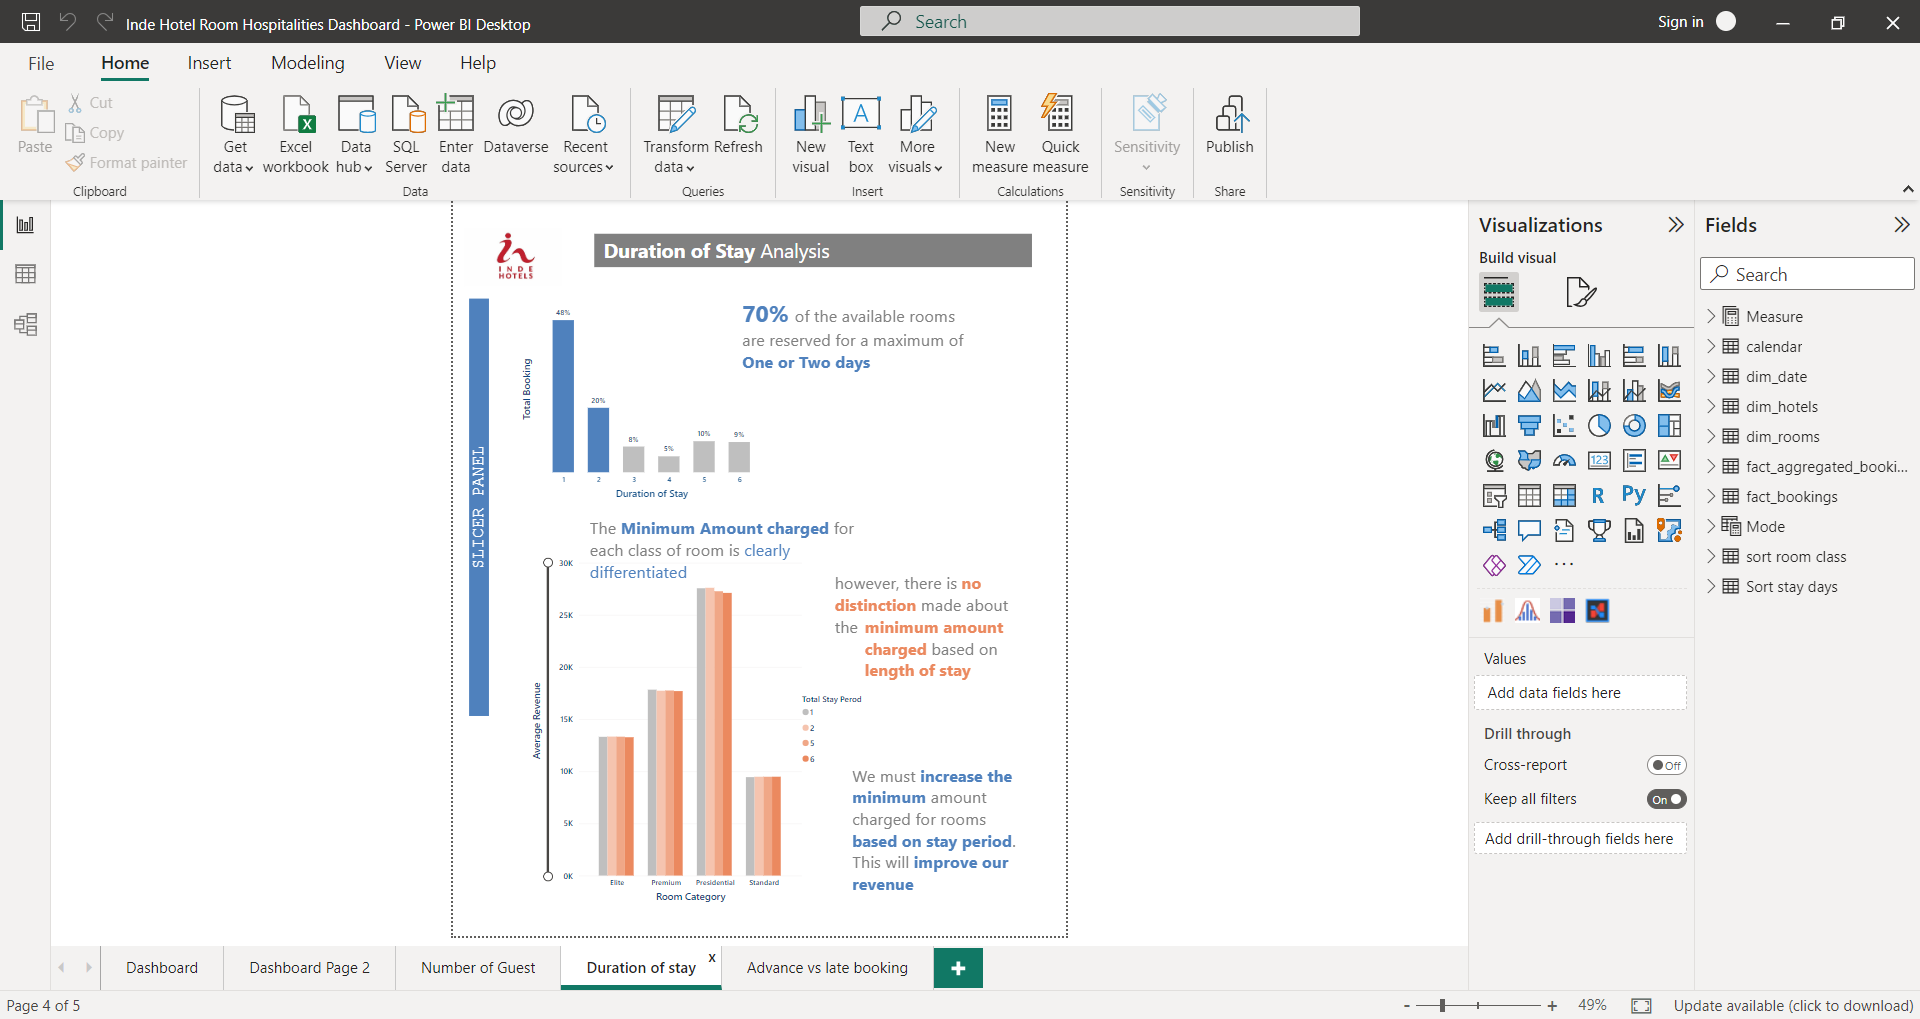 Inde Hotel Room Hospitalities Dashboard - Power BI Desktop
Search
Sign in
File
Home
Insert
Modeling
View
Help
Paste
Cut
Copy
Format painter
Clipboard
Get data
Excel workbook
Data hub
SQL Server
Enter data
Dataverse
Recent sources
Data
Transform data
Refresh
Queries
New visual
Text box
More visuals
Insert
New measure
Quick measure
Calculations
Sensitivity
Sensitivity
Publish
Share
INDE
HOTELS
Duration of Stay Analysis
SLICER PANEL
70% of the available rooms
are reserved for a maximum of
One or Two days
Total Booking
48%
20%
8%
5%
10%
9%
1 2 3 4 5 6
Duration of Stay
The Minimum Amount charged for
each class of room is clearly
differentiated
however, there is no
distinction made about
the minimum amount
charged based on
length of stay
Average Revenue
30K
25K
20K
15K
10K
5K
0K
Elite Premium Presidential Standard
Room Category
Total Stay Perod
1
2
5
6
We must increase the
minimum amount
charged for rooms
based on stay period.
This will improve our
revenue
Visualizations
Build visual
123
R
Py
Values
Add data fields here
Drill through
Cross-report
Off
Keep all filters
On
Add drill-through fields here
Fields
Search
Measure
calendar
dim_date
dim_hotels
dim_rooms
fact_aggregated_booki...
fact_bookings
Mode
sort room class
Sort stay days
Dashboard
Dashboard Page 2
Number of Guest
Duration of stay
x
Advance vs late booking
+
Page 4 of 5
- + 49%
Update available (click to download)